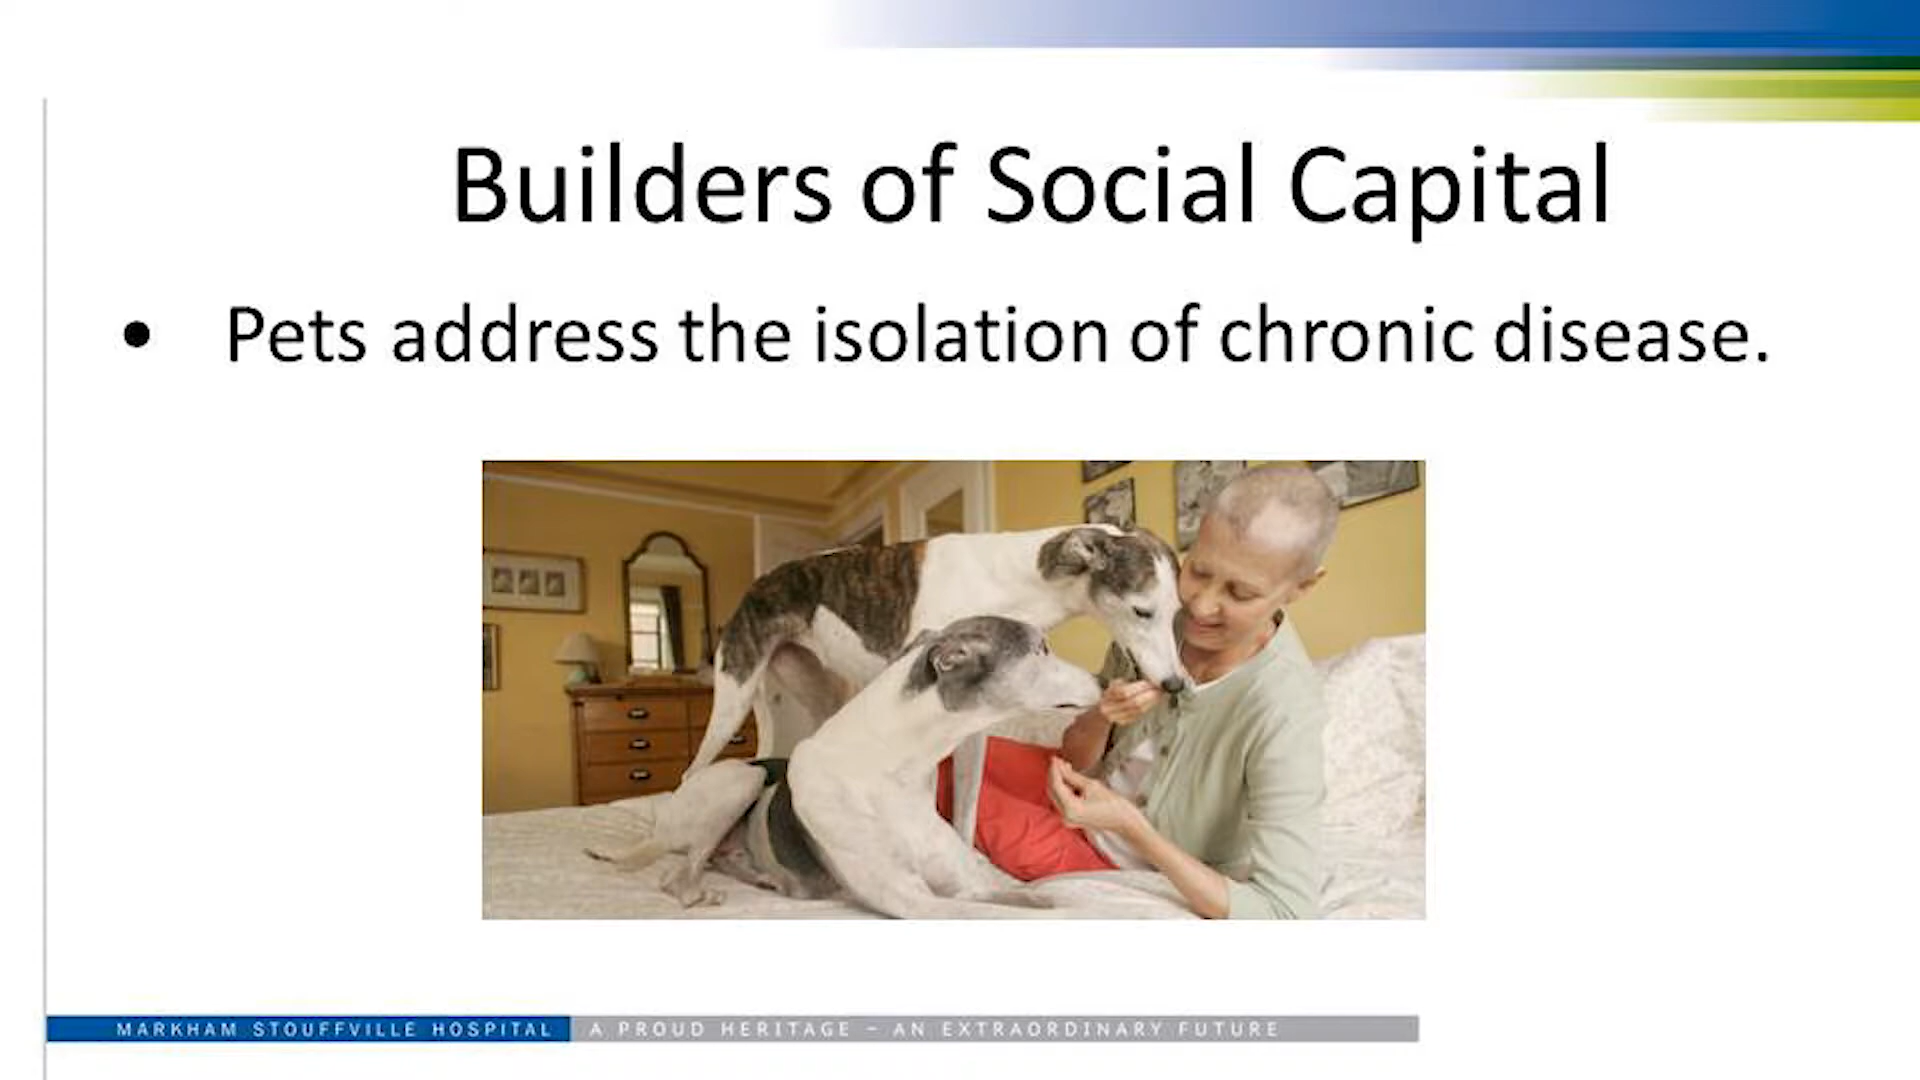 Builders of Social Capital
• Pets address the isolation of chronic disease.
MARKHAM STOUFFVILLE HOSPITAL A PROUD HERITAGE – AN EXTRAORDINARY FUTURE